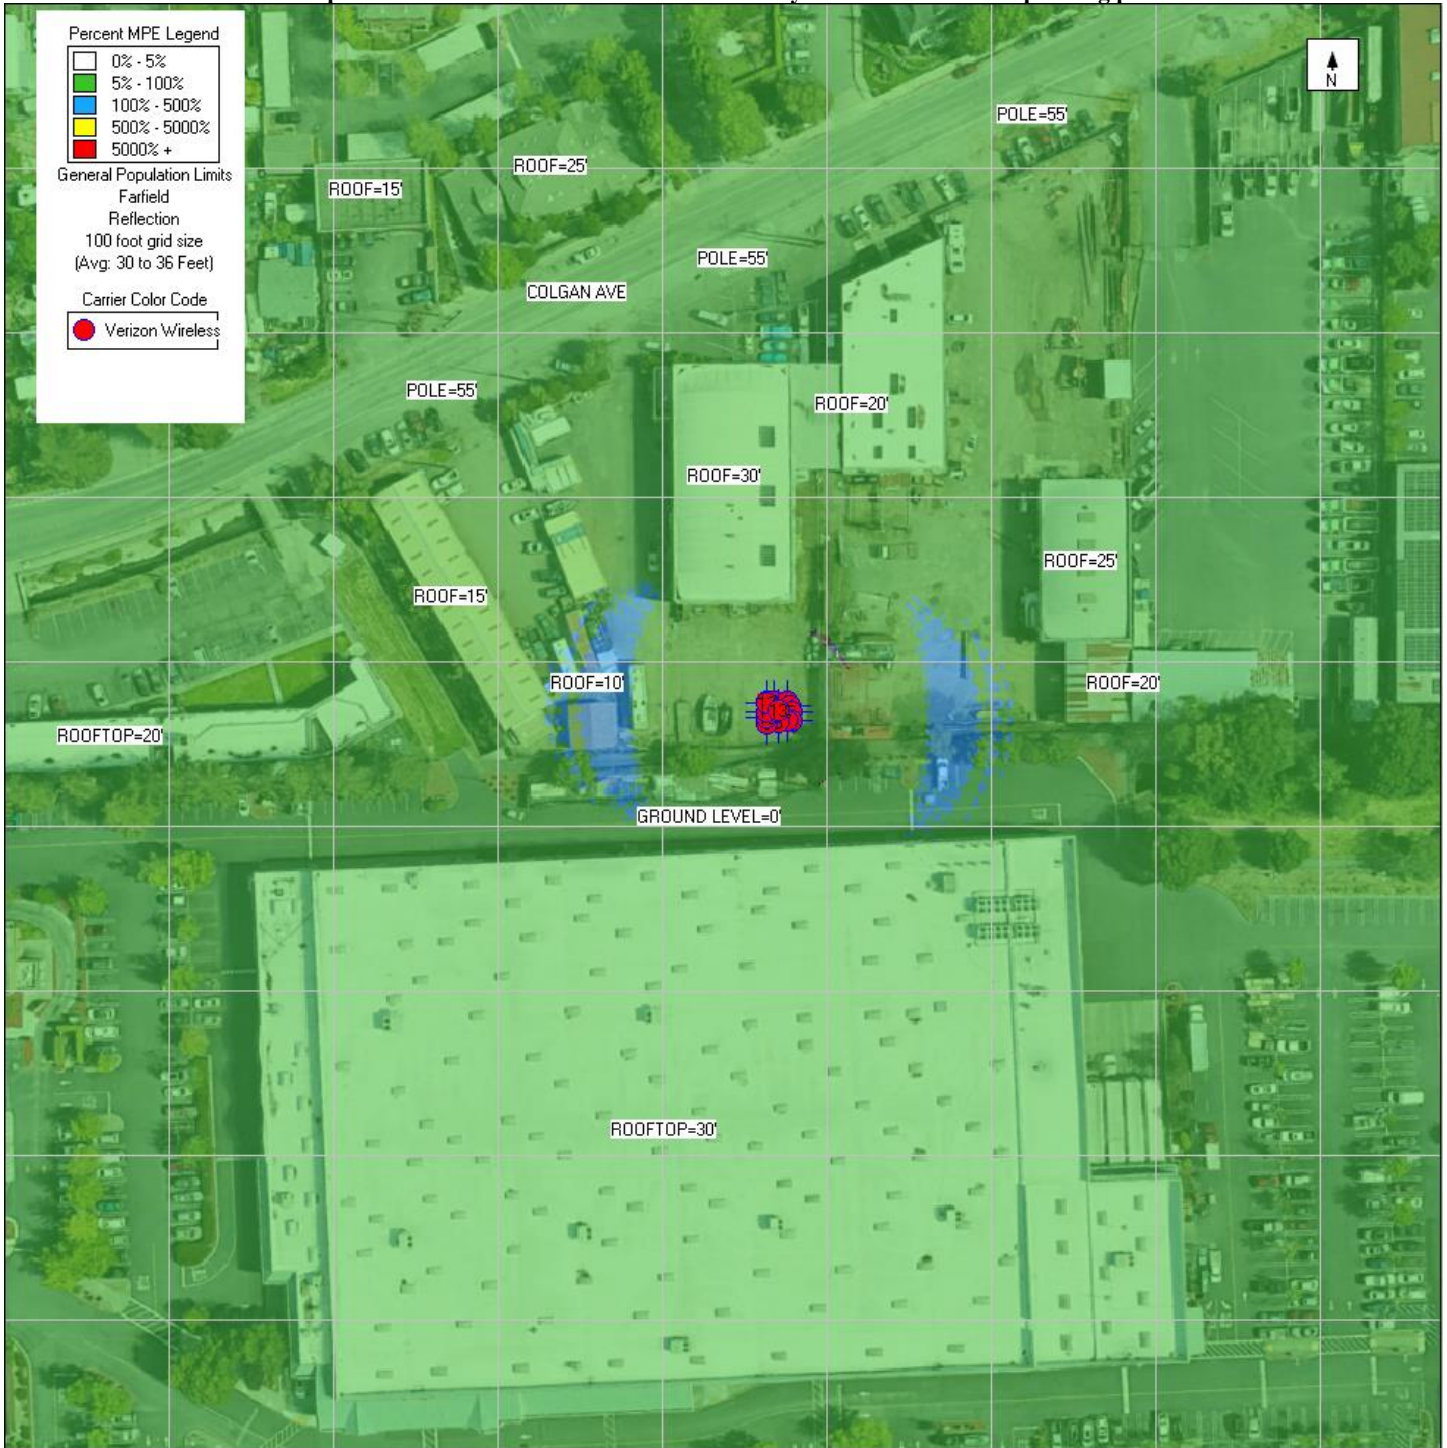 Percent MPE Legend
0% - 5%
5% - 100%
100% - 500%
500% - 5000%
5000% +
General Population Limits
Farfield
Reflection
100 foot grid size
(Avg: 30 to 36 Feet)
Carrier Color Code
Verizon Wireless
N
POLE=55'
ROOF=25'
ROOF=15'
POLE=55'
COLGAN AVE
POLE=55'
ROOF=20'
ROOF=30'
ROOF=25'
ROOF=15'
ROOF=10'
ROOF=20'
ROOFTOP=20'
GROUND LEVEL=0'
ROOFTOP=30'